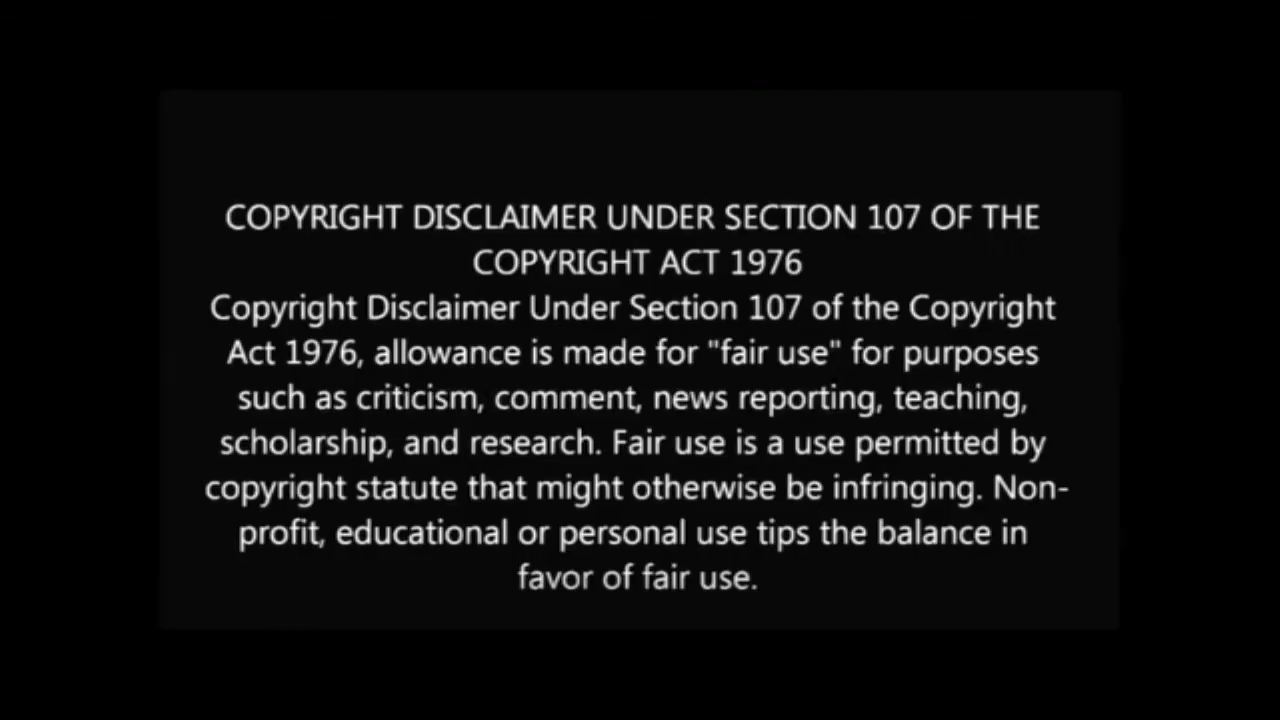 COPYRIGHT DISCLAIMER UNDER SECTION 107 OF THE
COPYRIGHT ACT 1976
Copyright Disclaimer Under Section 107 of the Copyright
Act 1976, allowance is made for "fair use" for purposes
such as criticism, comment, news reporting, teaching,
scholarship, and research. Fair use is a use permitted by
copyright statute that might otherwise be infringing. Non-
profit, educational or personal use tips the balance in
favor of fair use.